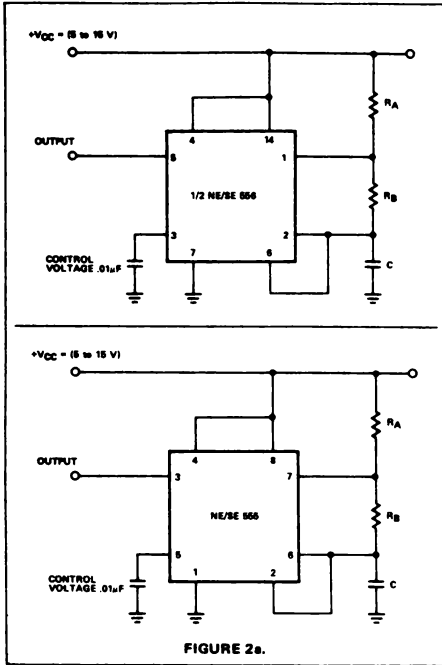 +VCC = (5 to 15 V)
RA
4
14
OUTPUT
5
1
1/2 NE/SE 556
RB
3
2
CONTROL
VOLTAGE .01μF
7
6
C
+VCC = (5 to 15 V)
RA
4
8
OUTPUT
3
7
NE/SE 555
RB
5
6
CONTROL
VOLTAGE .01μF
1
2
C
FIGURE 2a.